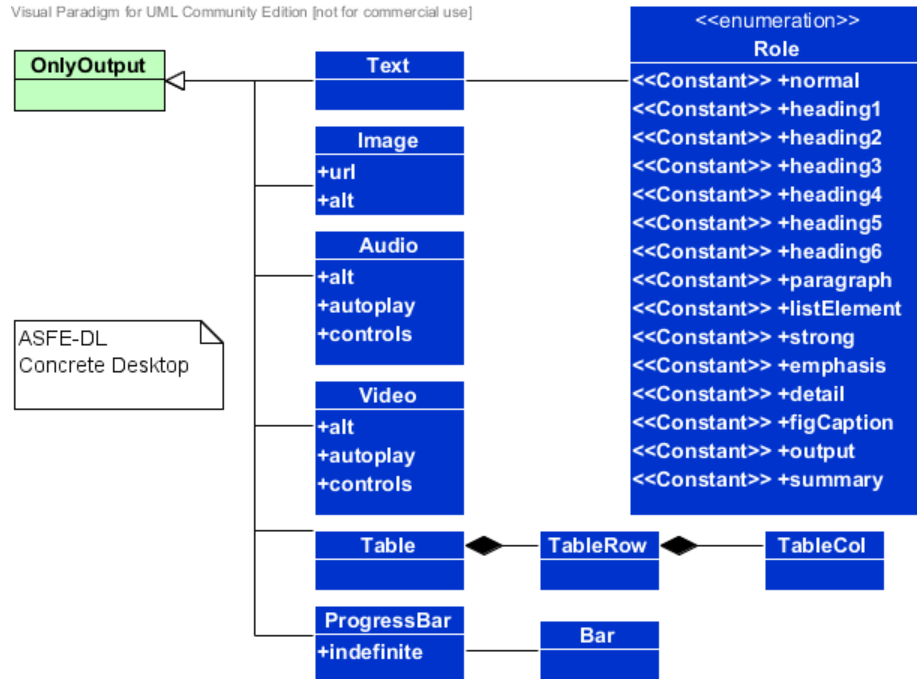 Visual Paradigm for UML Community Edition [not for commercial use]
OnlyOutput
Text
Image
+url
+alt
Audio
+alt
+autoplay
+controls
Video
+alt
+autoplay
+controls
Table
TableRow
TableCol
ProgressBar
+indefinite
Bar
<<enumeration>>
Role
<<Constant>> +normal
<<Constant>> +heading1
<<Constant>> +heading2
<<Constant>> +heading3
<<Constant>> +heading4
<<Constant>> +heading5
<<Constant>> +heading6
<<Constant>> +paragraph
<<Constant>> +listElement
<<Constant>> +strong
<<Constant>> +emphasis
<<Constant>> +detail
<<Constant>> +figCaption
<<Constant>> +output
<<Constant>> +summary
ASFE-DL
Concrete Desktop